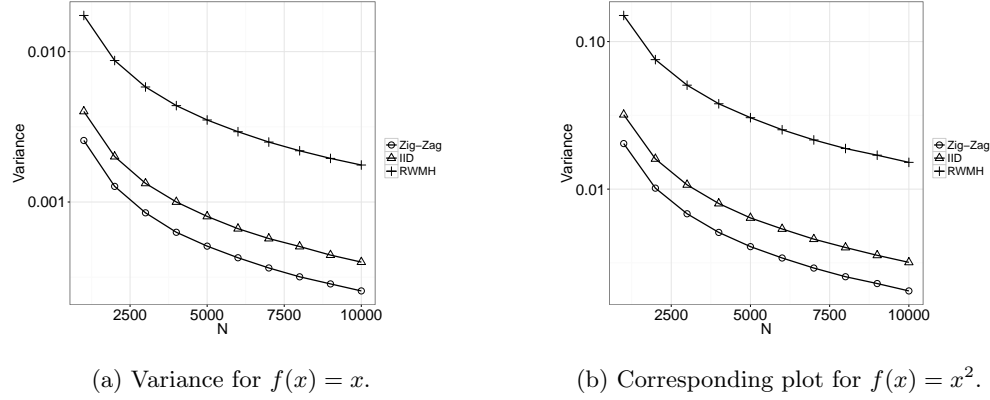 0.010
0.001
Variance
2500
5000
7500
10000
N
Zig−Zag
IID
RWMH
0.10
0.01
Variance
2500
5000
7500
10000
N
Zig−Zag
IID
RWMH
(a) Variance for f(x) = x.
(b) Corresponding plot for f(x) = x².